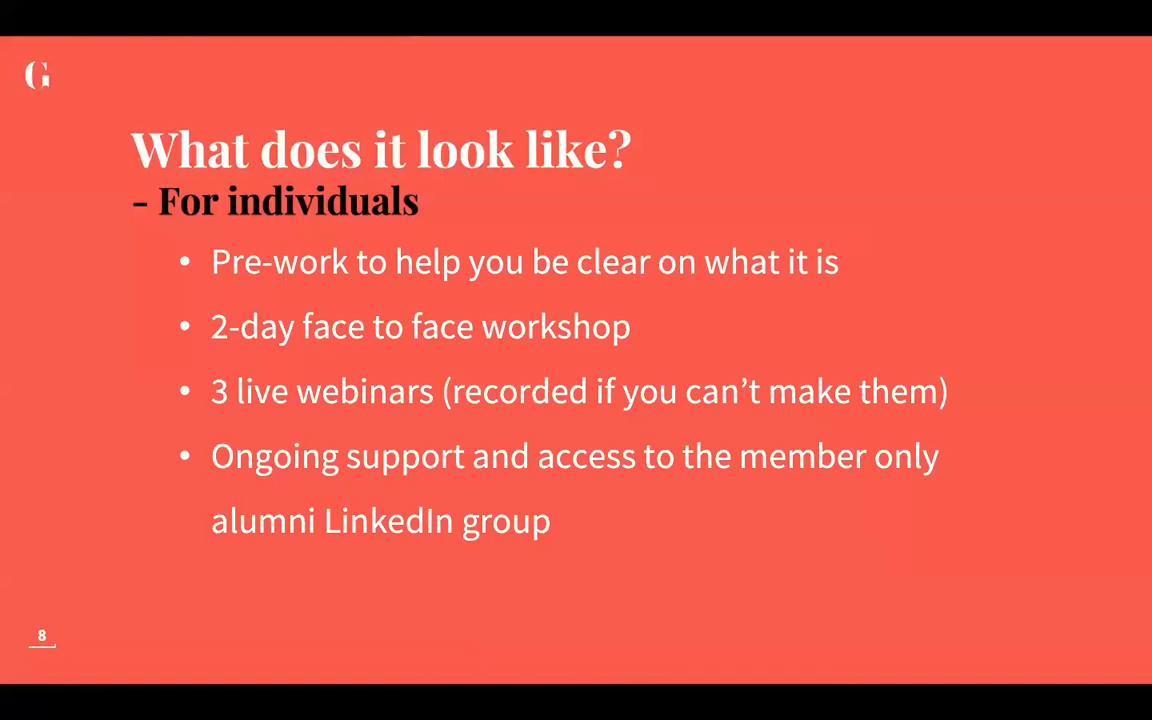 G
What does it look like?
- For individuals
• Pre-work to help you be clear on what it is
• 2-day face to face workshop
• 3 live webinars (recorded if you can’t make them)
• Ongoing support and access to the member only
alumni LinkedIn group
8